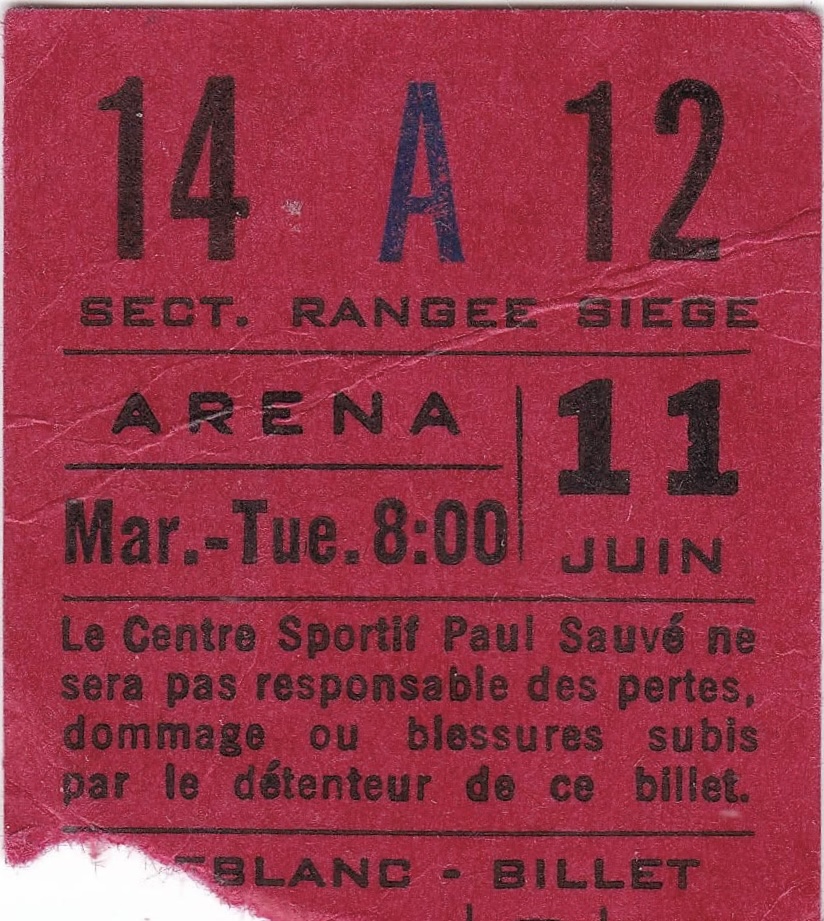 14 A 12
SECT. RANGEE SIEGE
ARENA
11
Mar.-Tue. 8:00
JUIN
Le Centre Sportif Paul Sauvé ne
sera pas responsable des pertes,
dommage ou blessures subis
par le détenteur de ce billet.
EBLANC - BILLET